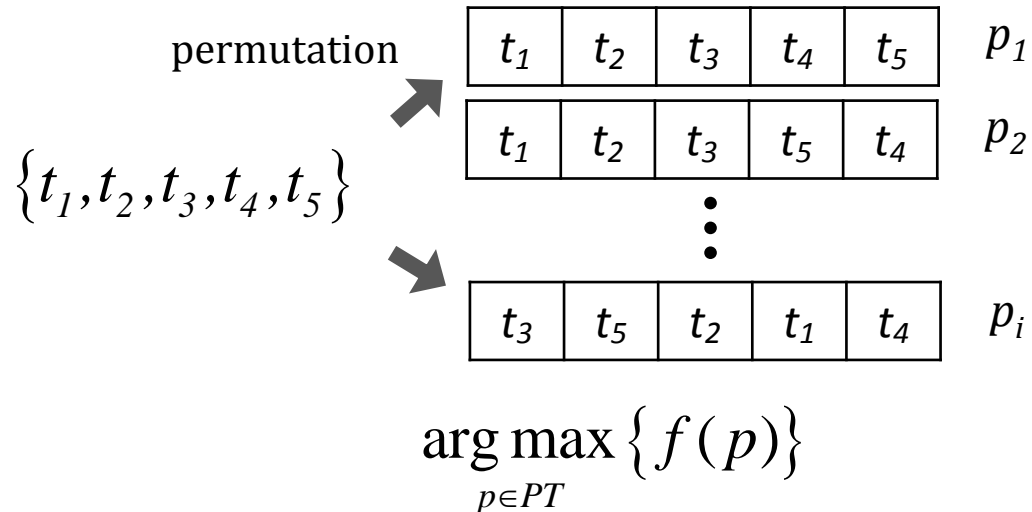 permutation
t₁ t₂ t₃ t₄ t₅ p₁
t₁ t₂ t₃ t₅ t₄ p₂
{t₁,t₂,t₃,t₄,t₅}
t₃ t₅ t₂ t₁ t₄ pᵢ
arg max {f(p)}
p∈PT